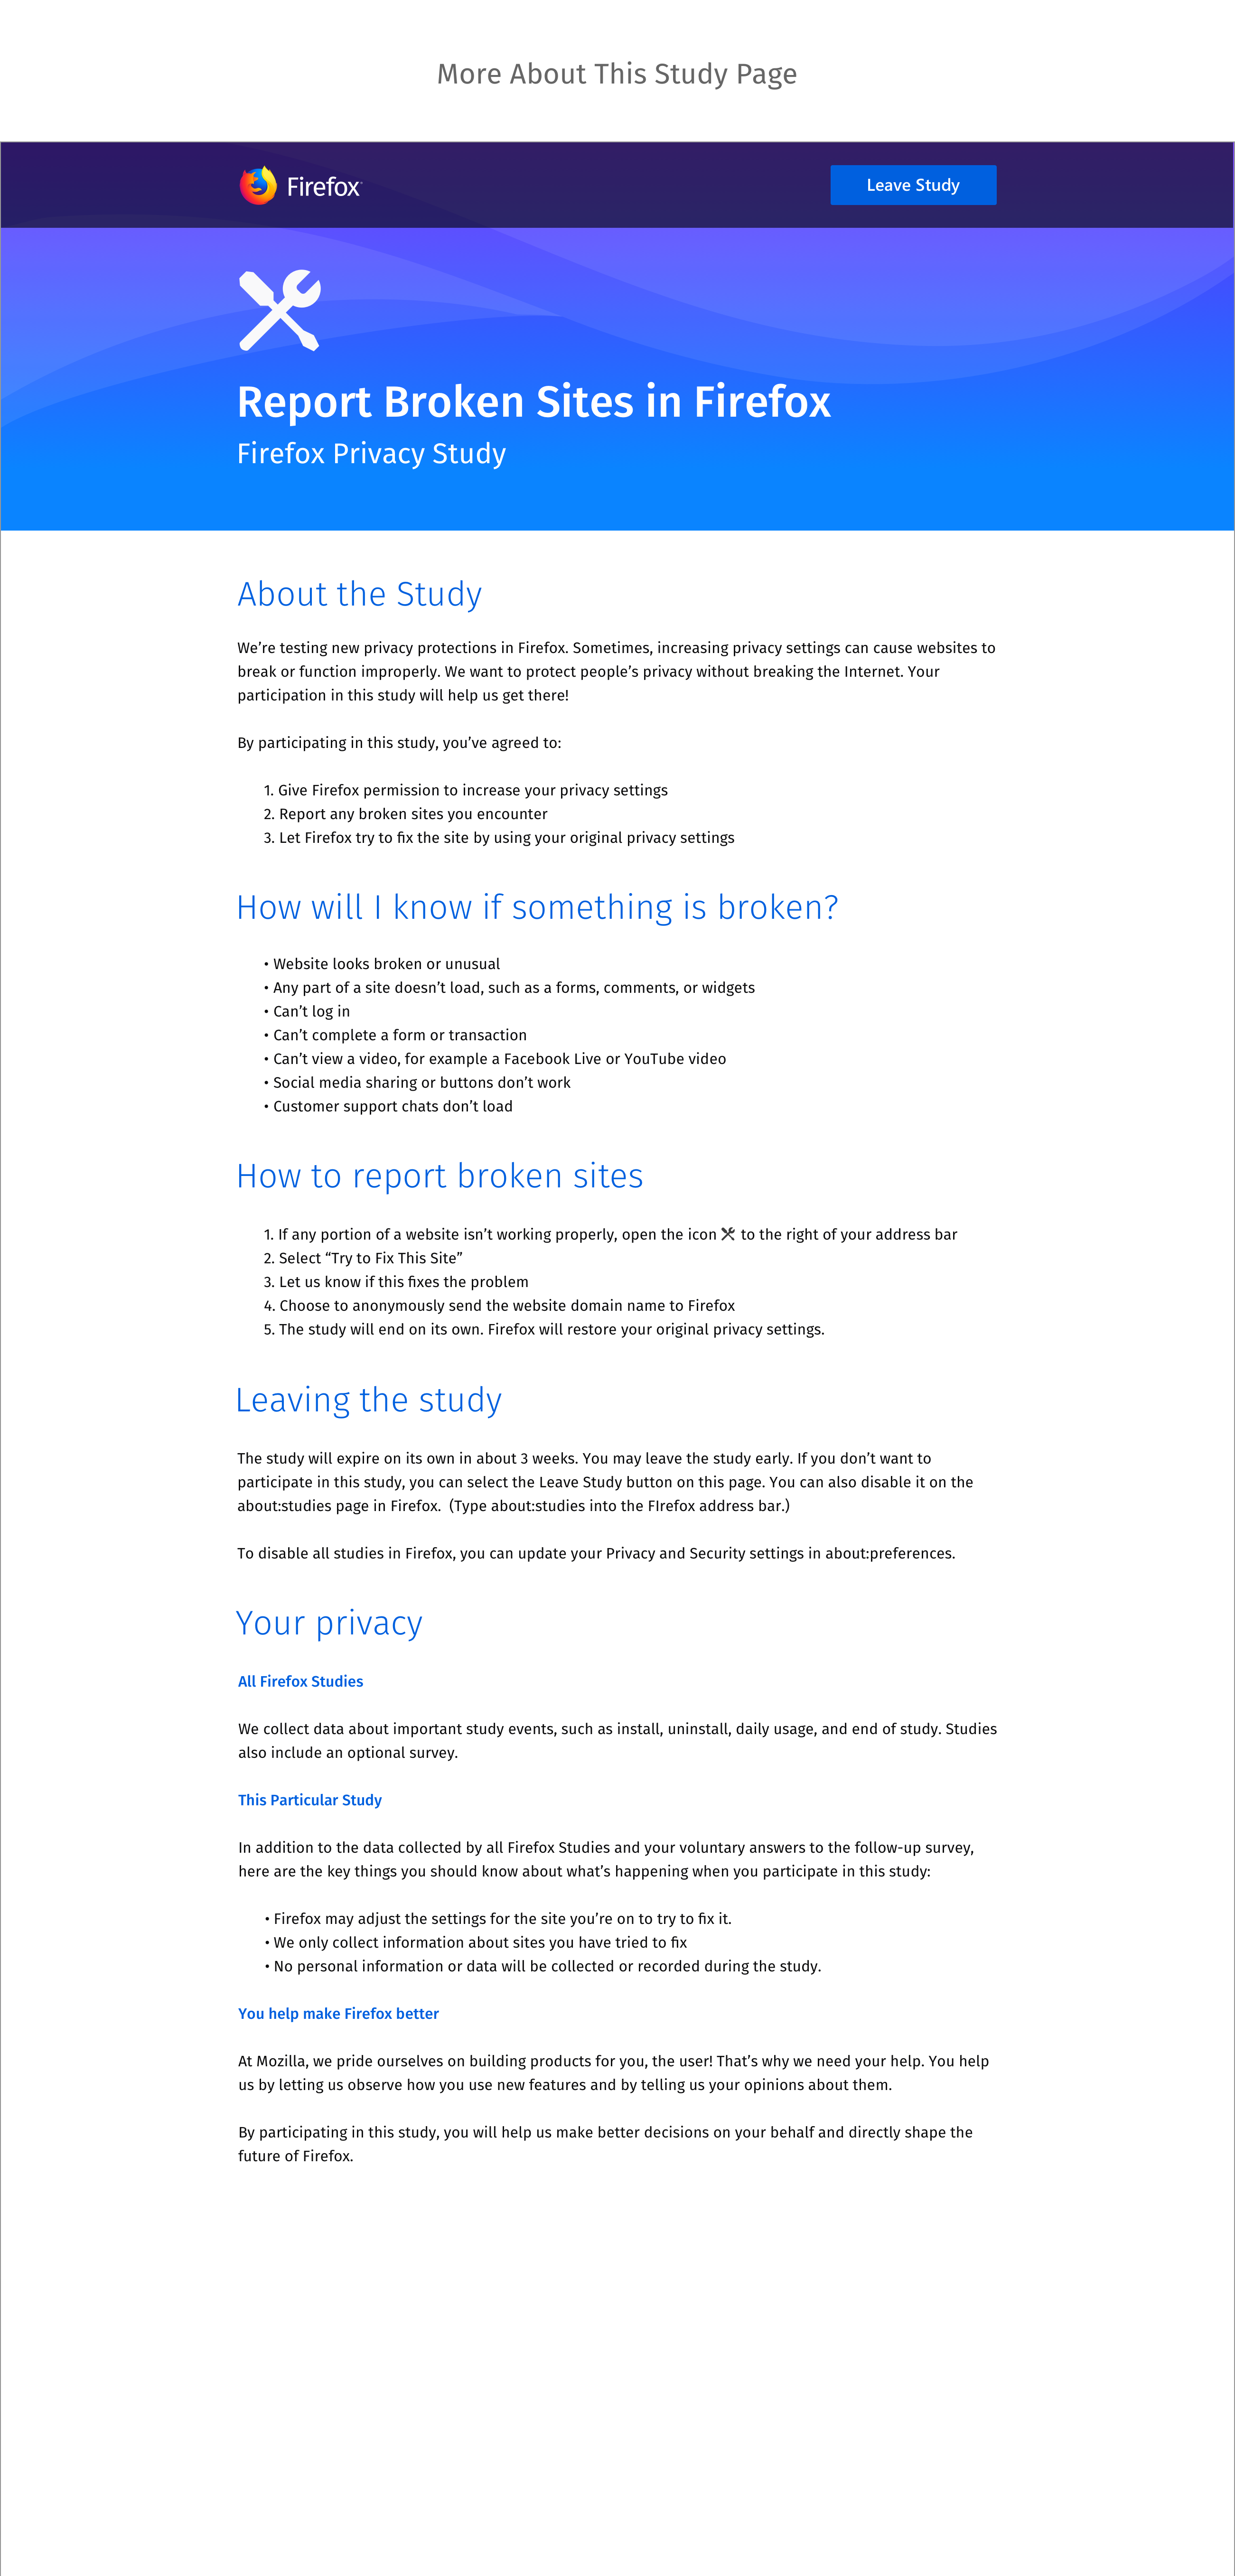 More About This Study Page
Firefox
Leave Study
Report Broken Sites in Firefox
Firefox Privacy Study
About the Study
We’re testing new privacy protections in Firefox. Sometimes, increasing privacy settings can cause websites to
break or function improperly. We want to protect people’s privacy without breaking the Internet. Your
participation in this study will help us get there!
By participating in this study, you’ve agreed to:
1. Give Firefox permission to increase your privacy settings
2. Report any broken sites you encounter
3. Let Firefox try to fix the site by using your original privacy settings
How will I know if something is broken?
• Website looks broken or unusual
• Any part of a site doesn’t load, such as a forms, comments, or widgets
• Can’t log in
• Can’t complete a form or transaction
• Can’t view a video, for example a Facebook Live or YouTube video
• Social media sharing or buttons don’t work
• Customer support chats don’t load
How to report broken sites
1. If any portion of a website isn’t working properly, open the icon to the right of your address bar
2. Select “Try to Fix This Site”
3. Let us know if this fixes the problem
4. Choose to anonymously send the website domain name to Firefox
5. The study will end on its own. Firefox will restore your original privacy settings.
Leaving the study
The study will expire on its own in about 3 weeks. You may leave the study early. If you don’t want to
participate in this study, you can select the Leave Study button on this page. You can also disable it on the
about:studies page in Firefox.  (Type about:studies into the FIrefox address bar.)
To disable all studies in Firefox, you can update your Privacy and Security settings in about:preferences.
Your privacy
All Firefox Studies
We collect data about important study events, such as install, uninstall, daily usage, and end of study. Studies
also include an optional survey.
This Particular Study
In addition to the data collected by all Firefox Studies and your voluntary answers to the follow-up survey,
here are the key things you should know about what’s happening when you participate in this study:
• Firefox may adjust the settings for the site you’re on to try to fix it.
• We only collect information about sites you have tried to fix
• No personal information or data will be collected or recorded during the study.
You help make Firefox better
At Mozilla, we pride ourselves on building products for you, the user! That’s why we need your help. You help
us by letting us observe how you use new features and by telling us your opinions about them.
By participating in this study, you will help us make better decisions on your behalf and directly shape the
future of Firefox.